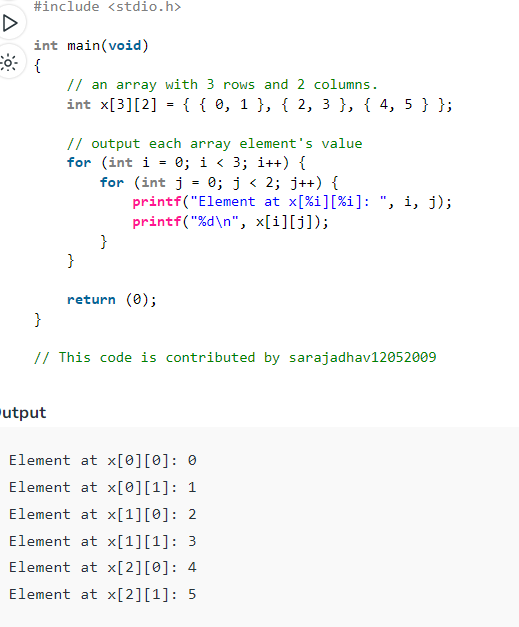 #include <stdio.h>
int main(void)
{
// an array with 3 rows and 2 columns.
int x[3][2] = { { 0, 1 }, { 2, 3 }, { 4, 5 } };
// output each array element's value
for (int i = 0; i < 3; i++) {
for (int j = 0; j < 2; j++) {
printf("Element at x[%i][%i]: ", i, j);
printf("%d\n", x[i][j]);
}
}
return (0);
}
// This code is contributed by sarajadhav12052009
utput
Element at x[0][0]: 0
Element at x[0][1]: 1
Element at x[1][0]: 2
Element at x[1][1]: 3
Element at x[2][0]: 4
Element at x[2][1]: 5